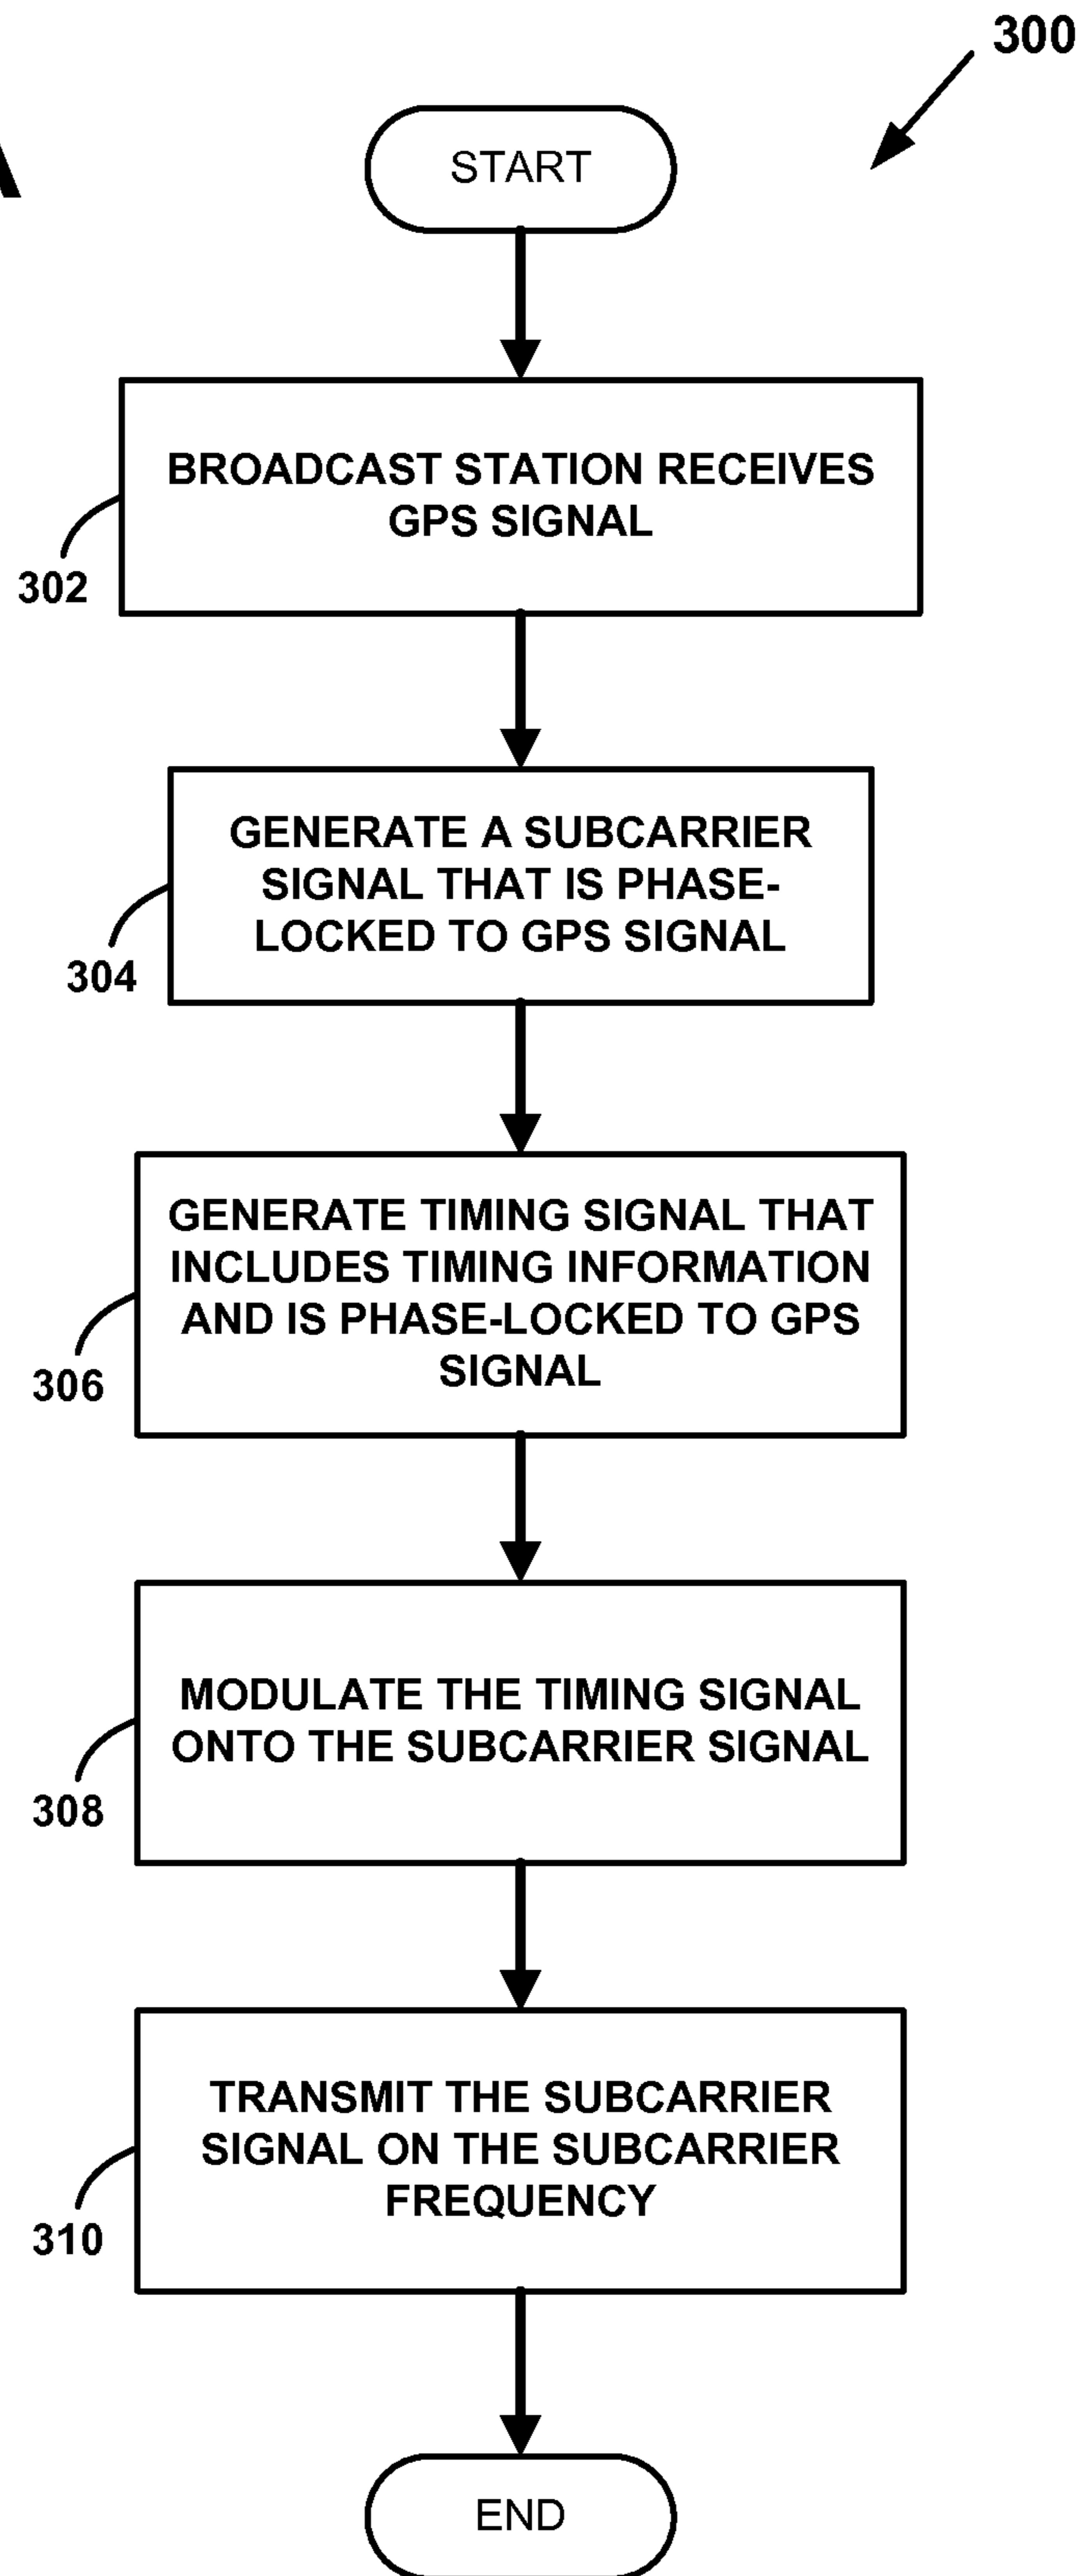 300
START
BROADCAST STATION RECEIVES
GPS SIGNAL
302
GENERATE A SUBCARRIER
SIGNAL THAT IS PHASE-
LOCKED TO GPS SIGNAL
304
GENERATE TIMING SIGNAL THAT
INCLUDES TIMING INFORMATION
AND IS PHASE-LOCKED TO GPS
SIGNAL
306
MODULATE THE TIMING SIGNAL
ONTO THE SUBCARRIER SIGNAL
308
TRANSMIT THE SUBCARRIER
SIGNAL ON THE SUBCARRIER
FREQUENCY
310
END